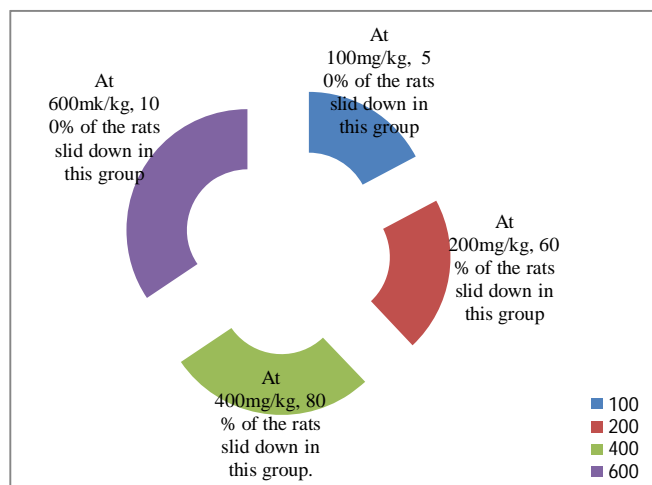 At
100mg/kg, 5
0% of the rats
slid down in
this group
At
200mg/kg, 60
% of the rats
slid down in
this group
At
400mg/kg, 80
% of the rats
slid down in
this group.
At
600mk/kg, 10
0% of the rats
slid down in
this group
100
200
400
600